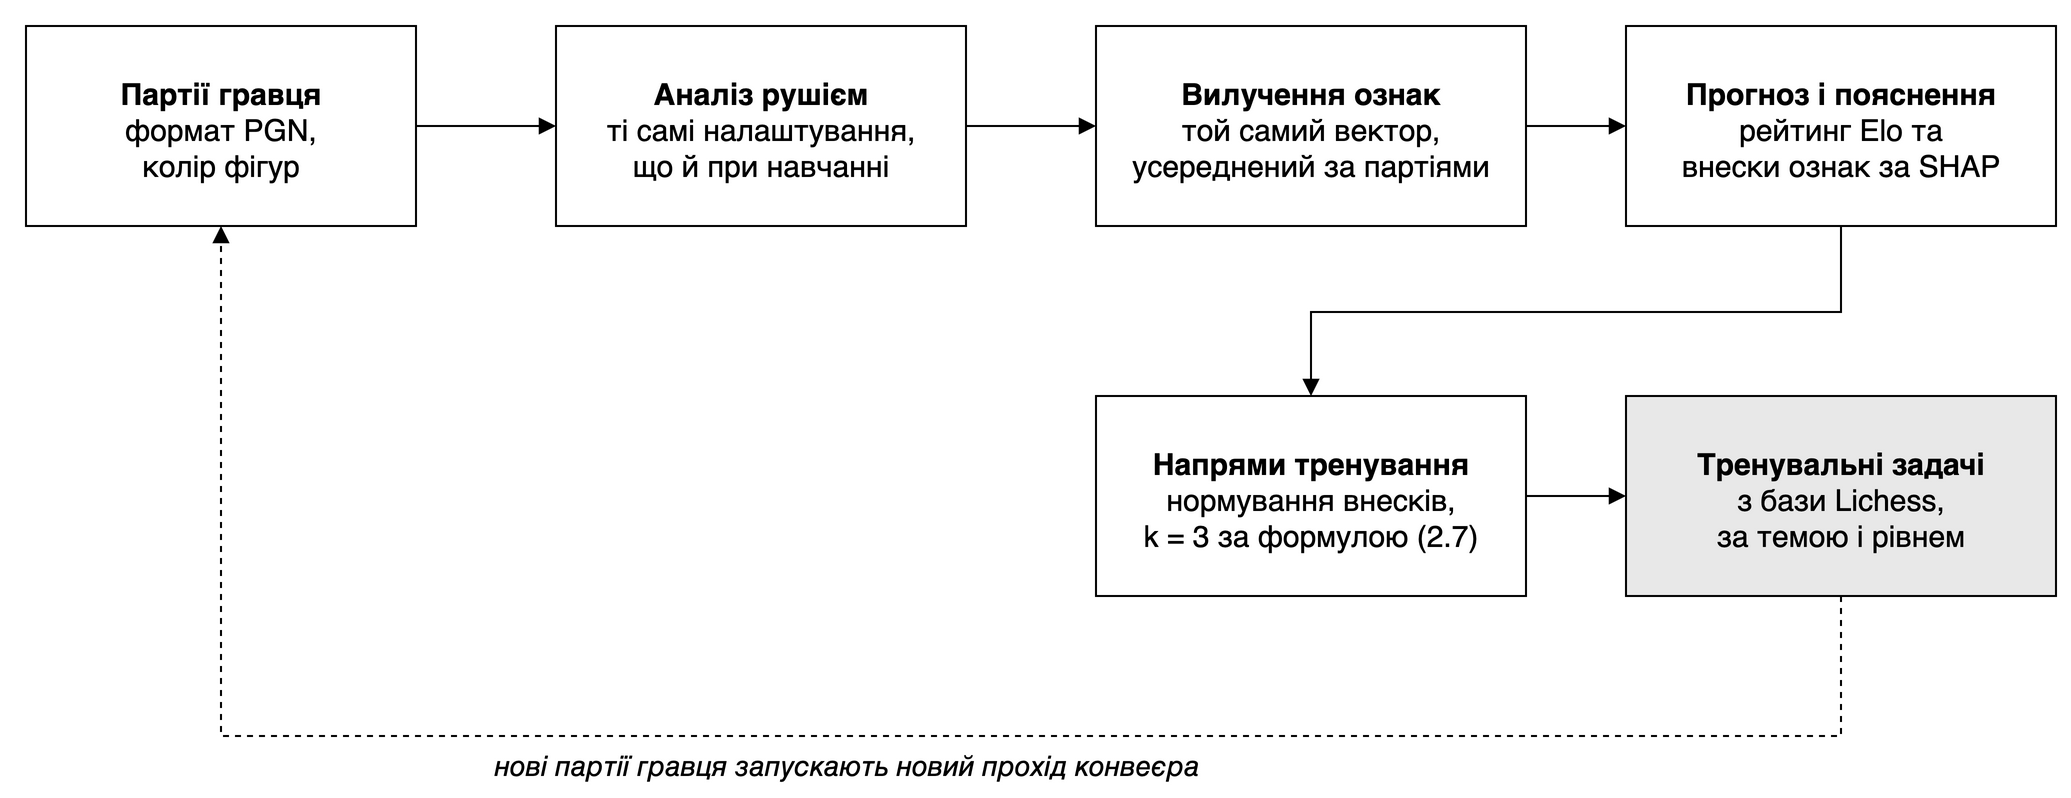 Партії гравця
формат PGN,
колір фігур
Аналіз рушієм
ті самі налаштування,
що й при навчанні
Вилучення ознак
той самий вектор,
усереднений за партіями
Прогноз і пояснення
рейтинг Elo та
внески ознак за SHAP
Напрями тренування
нормування внесків,
k = 3 за формулою (2.7)
Тренувальні задачі
з бази Lichess,
за темою і рівнем
нові партії гравця запускають новий прохід конвеєра